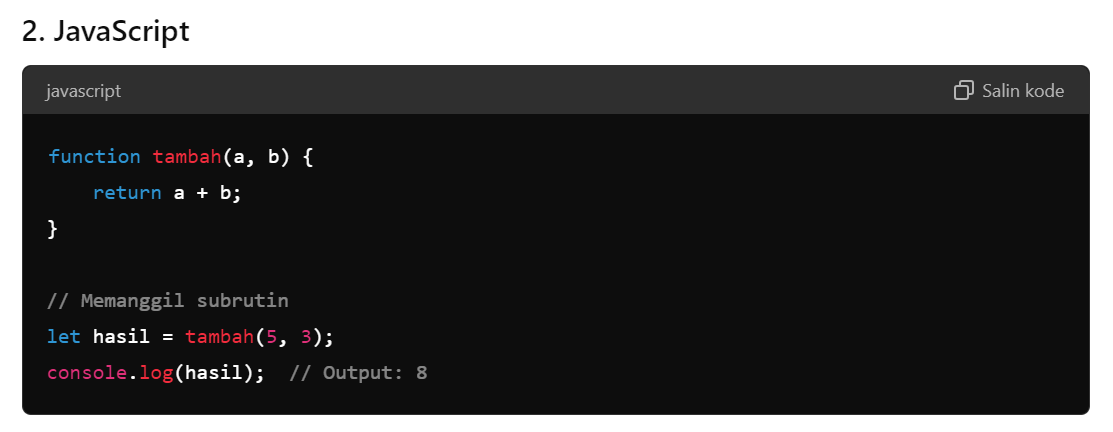 2. JavaScript
javascript
Salin kode
function tambah(a, b) {
    return a + b;
}
// Memanggil subrutin
let hasil = tambah(5, 3);
console.log(hasil);  // Output: 8